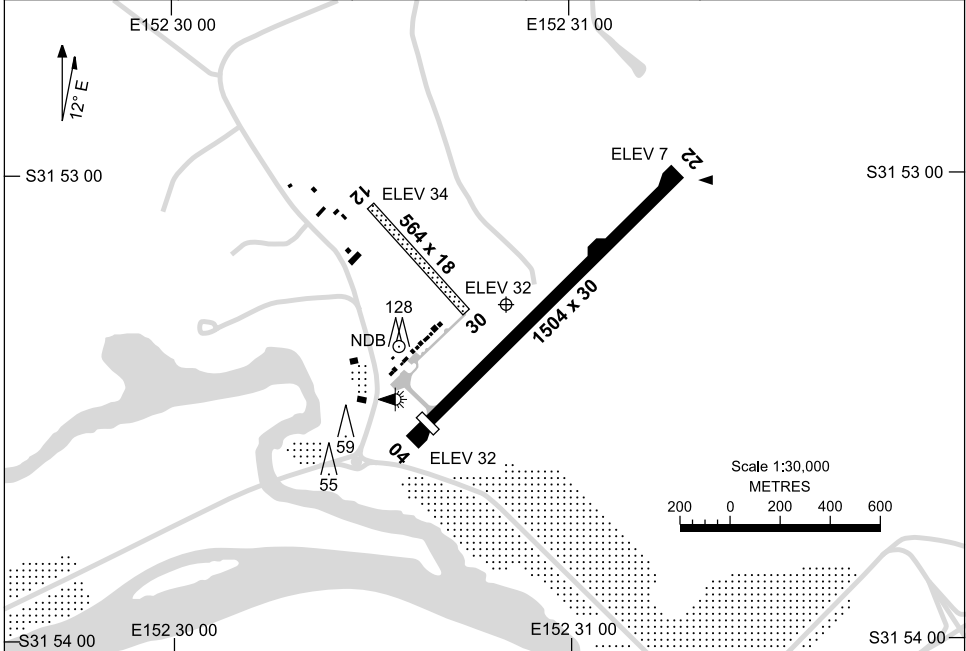 E152 30 00
E152 31 00
12° E
S31 53 00
S31 53 00
ELEV 7
22
12
ELEV 34
564 x 18
ELEV 32
30
1504 x 30
128
NDB
04
ELEV 32
59
55
Scale 1:30,000
METRES
200 0 200 400 600
E152 30 00
E152 31 00
S31 54 00
S31 54 00